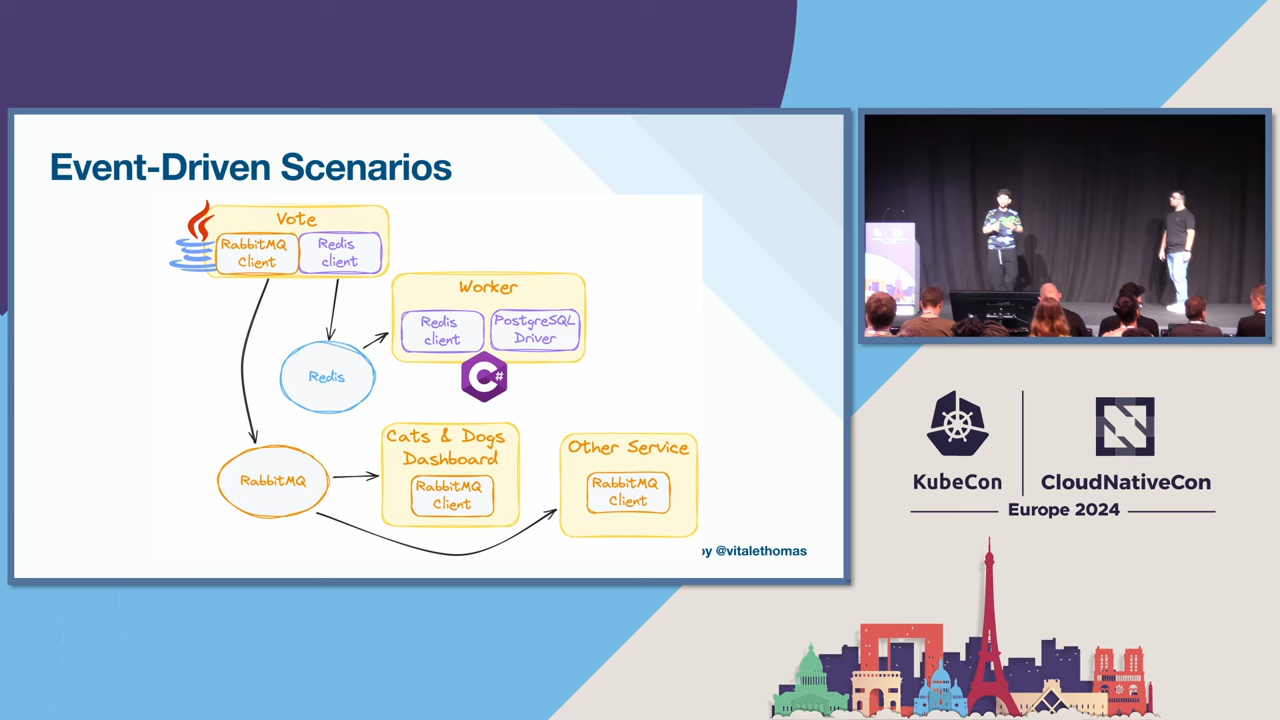 Event-Driven Scenarios
Vote
RabbitMQ
Client
Redis
client
Worker
Redis
client
PostgreSQL
Driver
C#
Redis
Cats & Dogs
Dashboard
RabbitMQ
Client
Other Service
RabbitMQ
Client
RabbitMQ
by @vitalethomas
KubeCon
CloudNativeCon
Europe 2024